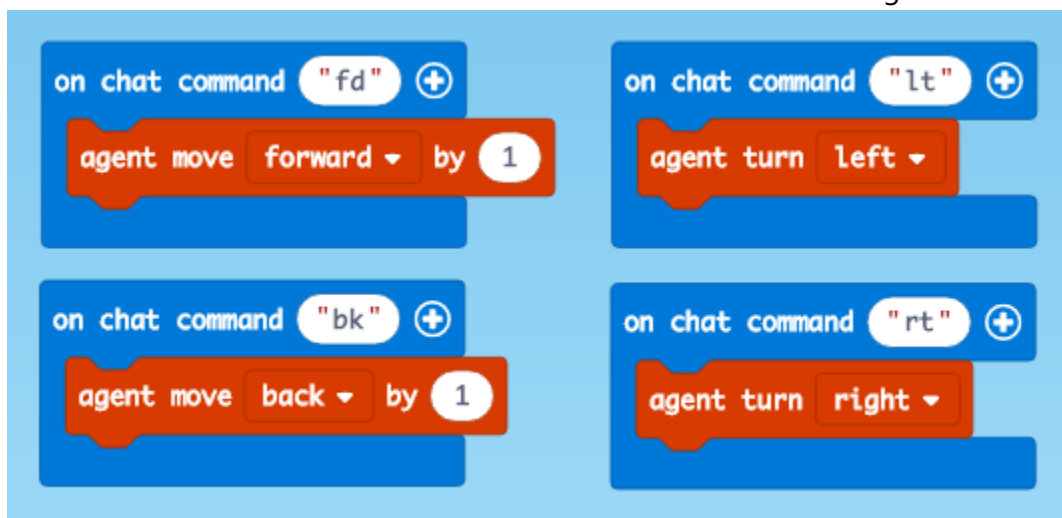 on chat command "fd"
agent move forward by 1
on chat command "lt"
agent turn left
on chat command "bk"
agent move back by 1
on chat command "rt"
agent turn right